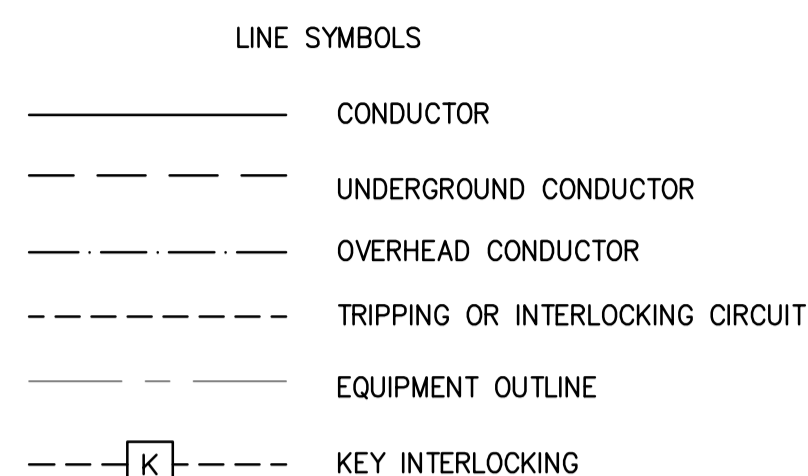 LINE SYMBOLS
CONDUCTOR
UNDERGROUND CONDUCTOR
OVERHEAD CONDUCTOR
TRIPPING OR INTERLOCKING CIRCUIT
EQUIPMENT OUTLINE
K KEY INTERLOCKING